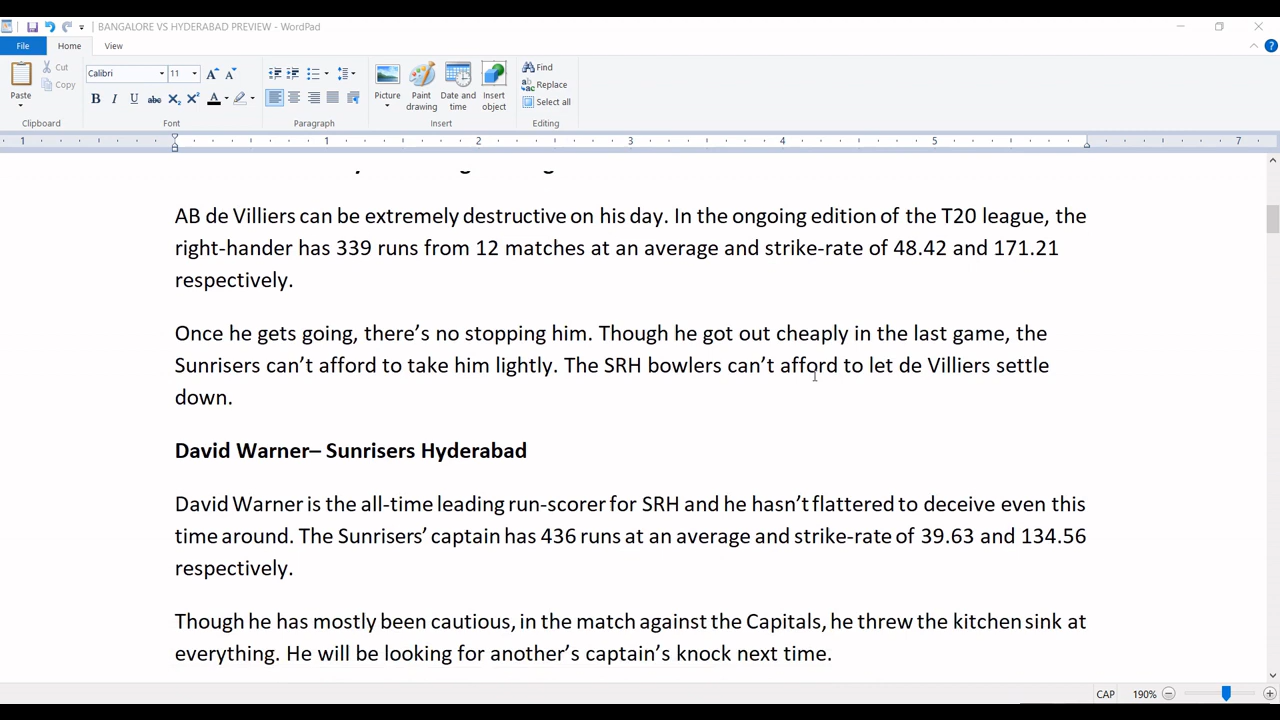 BANGALORE VS HYDERABAD PREVIEW - WordPad
File Home View
Paste
Cut
Copy
Clipboard
Calibri 11
Font
Paragraph
Picture
Paint drawing
Date and time
Insert object
Insert
Find
Replace
Select all
Editing
1 1 2 3 4 5 7
AB de Villiers can be extremely destructive on his day. In the ongoing edition of the T20 league, the
right-hander has 339 runs from 12 matches at an average and strike-rate of 48.42 and 171.21
respectively.
Once he gets going, there’s no stopping him. Though he got out cheaply in the last game, the
Sunrisers can’t afford to take him lightly. The SRH bowlers can’t afford to let de Villiers settle
down.
David Warner– Sunrisers Hyderabad
David Warner is the all-time leading run-scorer for SRH and he hasn’t flattered to deceive even this
time around. The Sunrisers’ captain has 436 runs at an average and strike-rate of 39.63 and 134.56
respectively.
Though he has mostly been cautious, in the match against the Capitals, he threw the kitchen sink at
everything. He will be looking for another’s captain’s knock next time.
CAP 190%